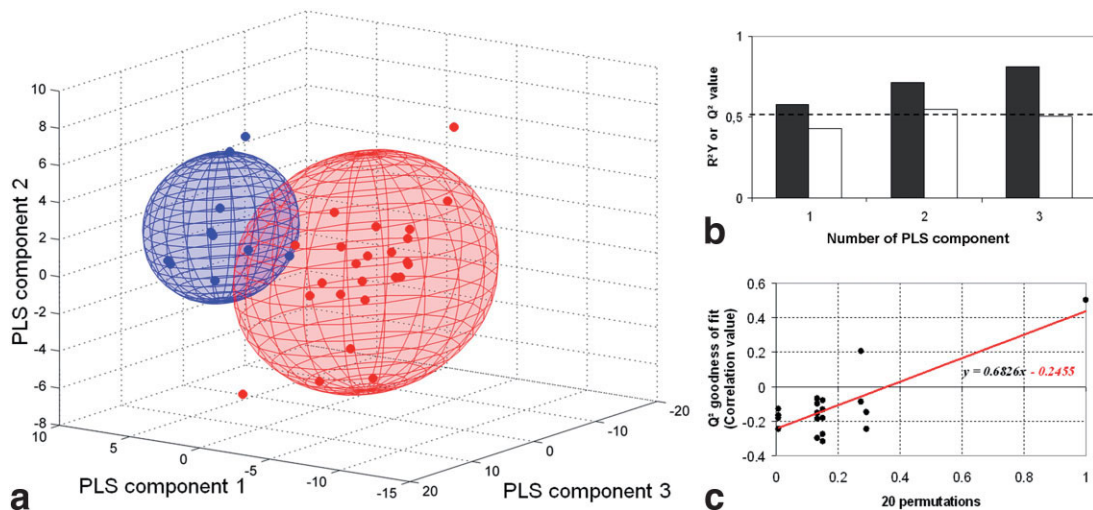 10
8
6
4
2
0
-2
-4
-6
-8
PLS component 2
10
5
0
-5
-10
-15
PLS component 1
20
10
0
-10
-20
PLS component 3
a
1
0.5
0
R²Y or Q² value
1 2 3
Number of PLS component
b
0.6
0.4
0.2
0
-0.2
-0.4
Q² goodness of fit
(Correlation value)
y = 0.6826x - 0.2455
0 0.2 0.4 0.6 0.8 1
20 permutations
c